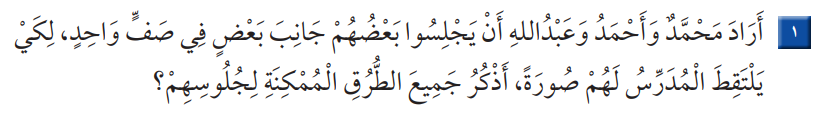 ١ أَرَادَ مَحْمَّدٌ وَأَحْمَدُ وَعَبْدُاللهِ أَنْ يَجْلِسُوا بَعْضُهُمْ جَانِبَ بَعْضٍ فِي صَفٍّ وَاحِدٍ، لِكَيْ
يَلْتَقِطَ الْمُدَرِّسُ لَهُمْ صُورَةً، أَذْكُرُ جَمِيعَ الطُّرُقِ الْمُمْكِنَةِ لِجُلُوسِهِمْ؟